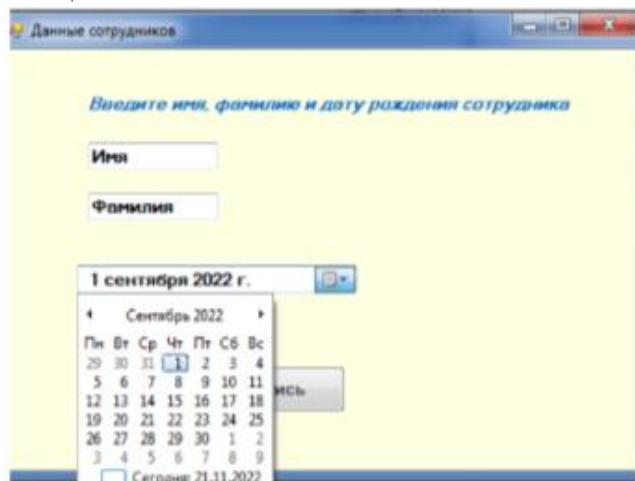 Данные сотрудников
Введите имя, фамилию и дату рождения сотрудника
Имя
Фамилия
1 сентября 2022 г.
Сентябрь 2022
Пн Вт Ср Чт Пт Сб Вс
29 30 31 1 2 3 4
5 6 7 8 9 10 11
ись
12 13 14 15 16 17 18
19 20 21 22 23 24 25
26 27 28 29 30 1 2
3 4 5 6 7 8 9
Сегодня: 21.11.2022